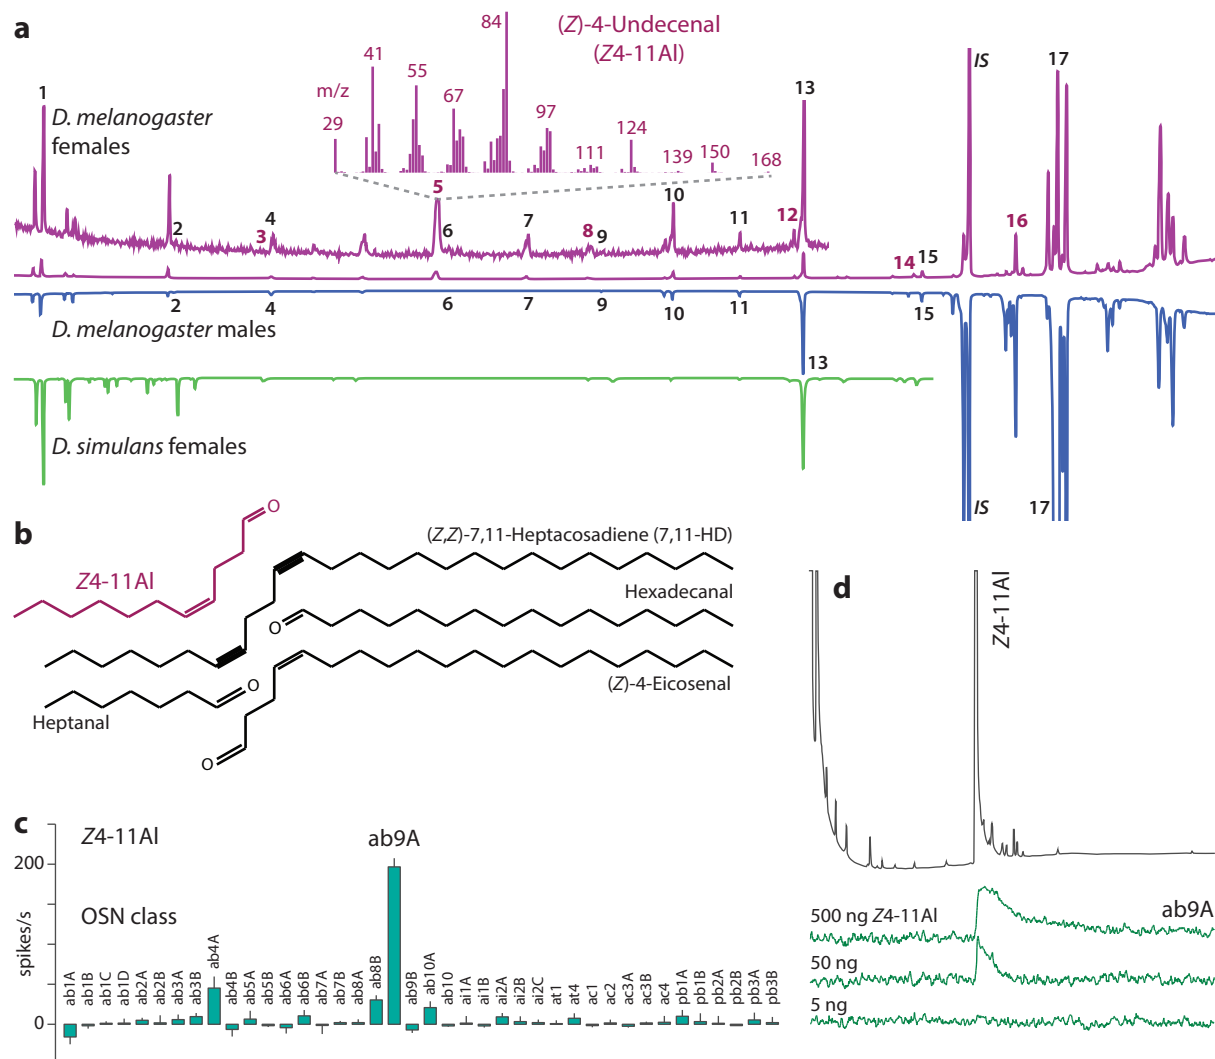 a
D. melanogaster
females
1
2
3
4
5
6
7
8
9
10
11
12
13
14
15
IS
16
17
(Z)-4-Undecenal
(Z4-11Al)
m/z
29
41
55
67
84
97
111
124
139
150
168
D. melanogaster males
2
4
6
7
9
10
11
13
15
IS
17
D. simulans females
b
Z4-11Al
O
(Z,Z)-7,11-Heptacosadiene (7,11-HD)
Hexadecanal
O
(Z)-4-Eicosenal
O
Heptanal
O
c
Z4-11Al
OSN class
spikes/s
200
0
ab9A
ab1A
ab1B
ab1C
ab1D
ab2A
ab2B
ab3A
ab3B
ab4A
ab4B
ab5A
ab5B
ab6A
ab6B
ab7A
ab7B
ab8A
ab8B
ab9B
ab10A
ab10
ai1A
ai1B
ai2A
ai2B
ai2C
at1
at4
ac1
ac2
ac3A
ac3B
ac4
pb1A
pb1B
pb2A
pb2B
pb3A
pb3B
d
Z4-11Al
500 ng Z4-11Al
ab9A
50 ng
5 ng